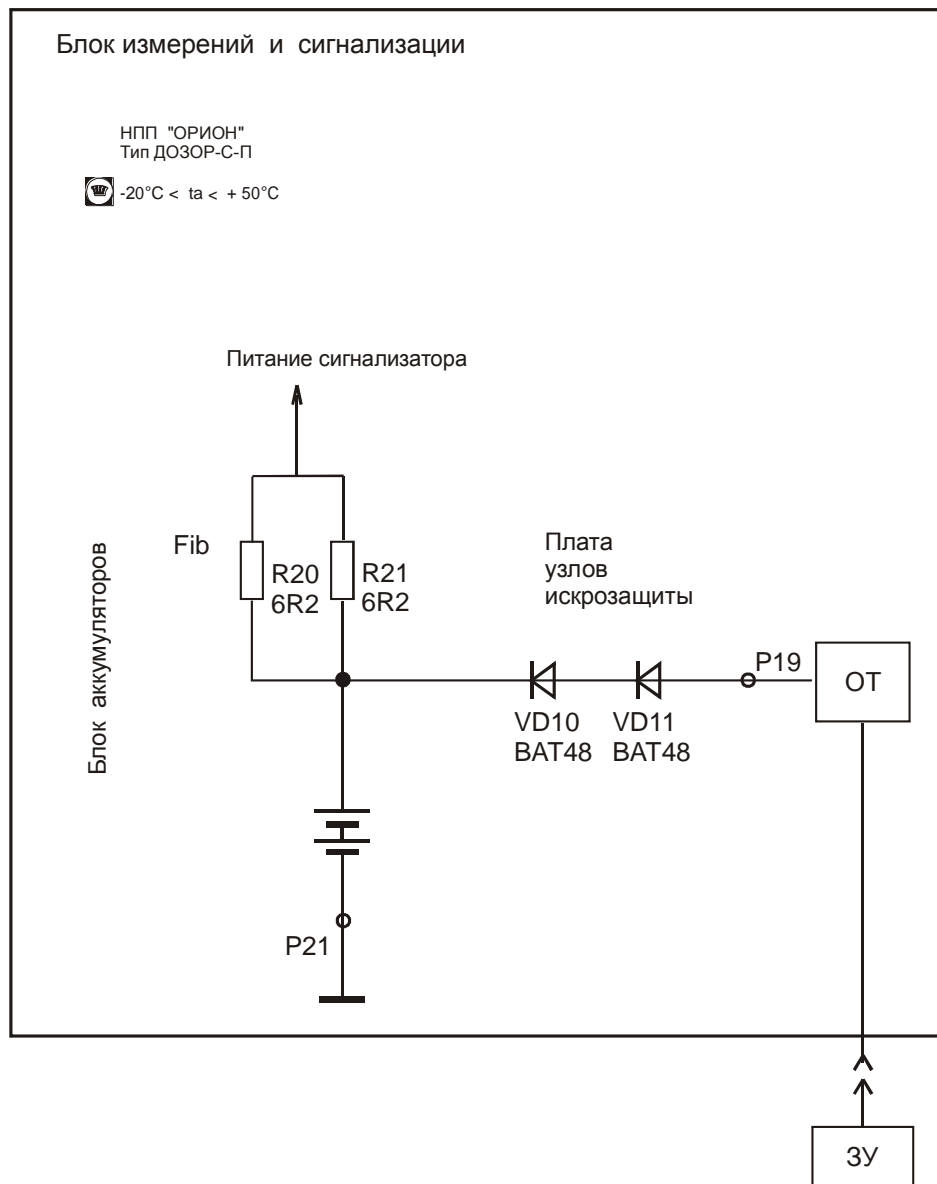 Блок измерений и сигнализации
НПП "ОРИОН"
Тип ДОЗОР-С-П
-20°С < ta < + 50°С
Питание сигнализатора
Блок аккумуляторов
Fib
R20
6R2
R21
6R2
Плата
узлов
искрозащиты
VD10
BAT48
VD11
BAT48
P19
ОТ
P21
ЗУ